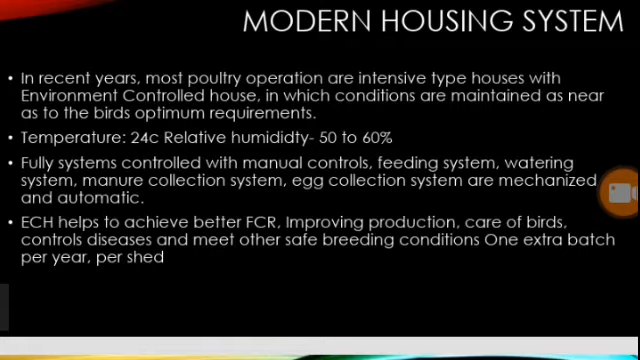 MODERN HOUSING SYSTEM
• In recent years, most poultry operation are intensive type houses with
Environment Controlled house, in which conditions are maintained as near
as to the birds optimum requirements.
• Temperature: 24c Relative humididty- 50 to 60%
• Fully systems controlled with manual controls, feeding system, watering
system, manure collection system, egg collection system are mechanized
and automatic.
• ECH helps to achieve better FCR, Improving production, care of birds,
controls diseases and meet other safe breeding conditions One extra batch
per year, per shed